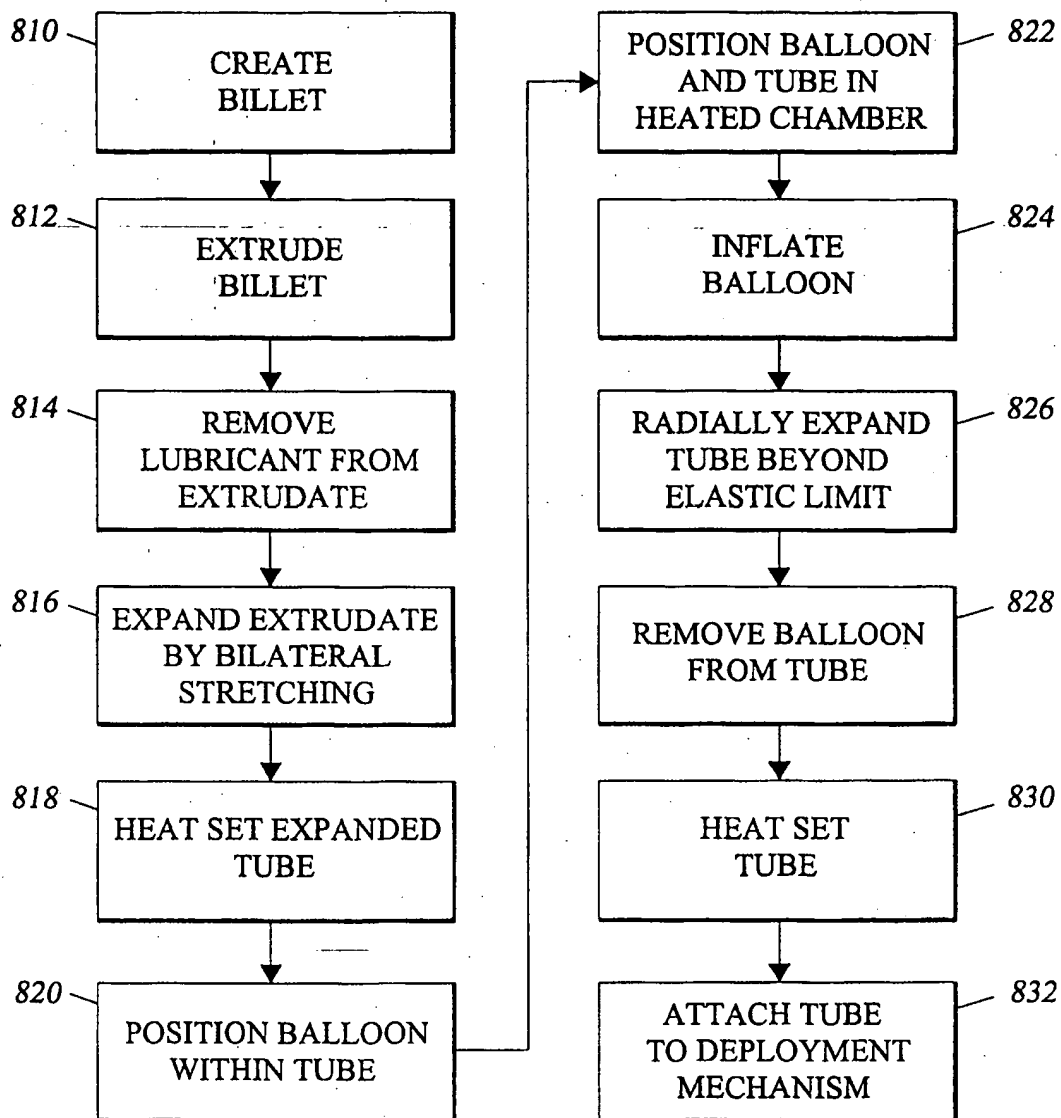 810
CREATE
BILLET
812
EXTRUDE
BILLET
814
REMOVE
LUBRICANT FROM
EXTRUDATE
816
EXPAND EXTRUDATE
BY BILATERAL
STRETCHING
818
HEAT SET EXPANDED
TUBE
820
POSITION BALLOON
WITHIN TUBE
822
POSITION BALLOON
AND TUBE IN
HEATED CHAMBER
824
INFLATE
BALLOON
826
RADIALLY EXPAND
TUBE BEYOND
ELASTIC LIMIT
828
REMOVE BALLOON
FROM TUBE
830
HEAT SET
TUBE
832
ATTACH TUBE
TO DEPLOYMENT
MECHANISM